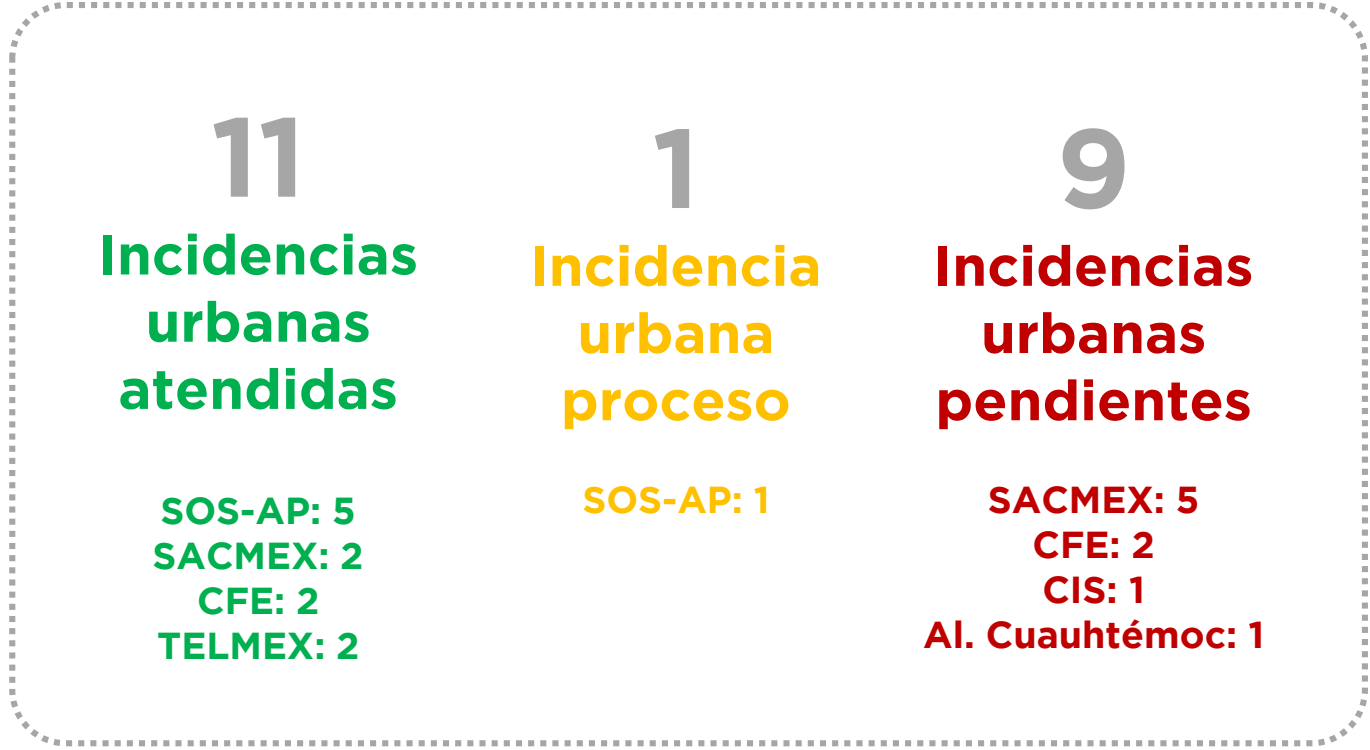 11
Incidencias
urbanas
atendidas
SOS-AP: 5
SACMEX: 2
CFE: 2
TELMEX: 2
1
Incidencia
urbana
proceso
SOS-AP: 1
9
Incidencias
urbanas
pendientes
SACMEX: 5
CFE: 2
CIS: 1
Al. Cuauhtémoc: 1